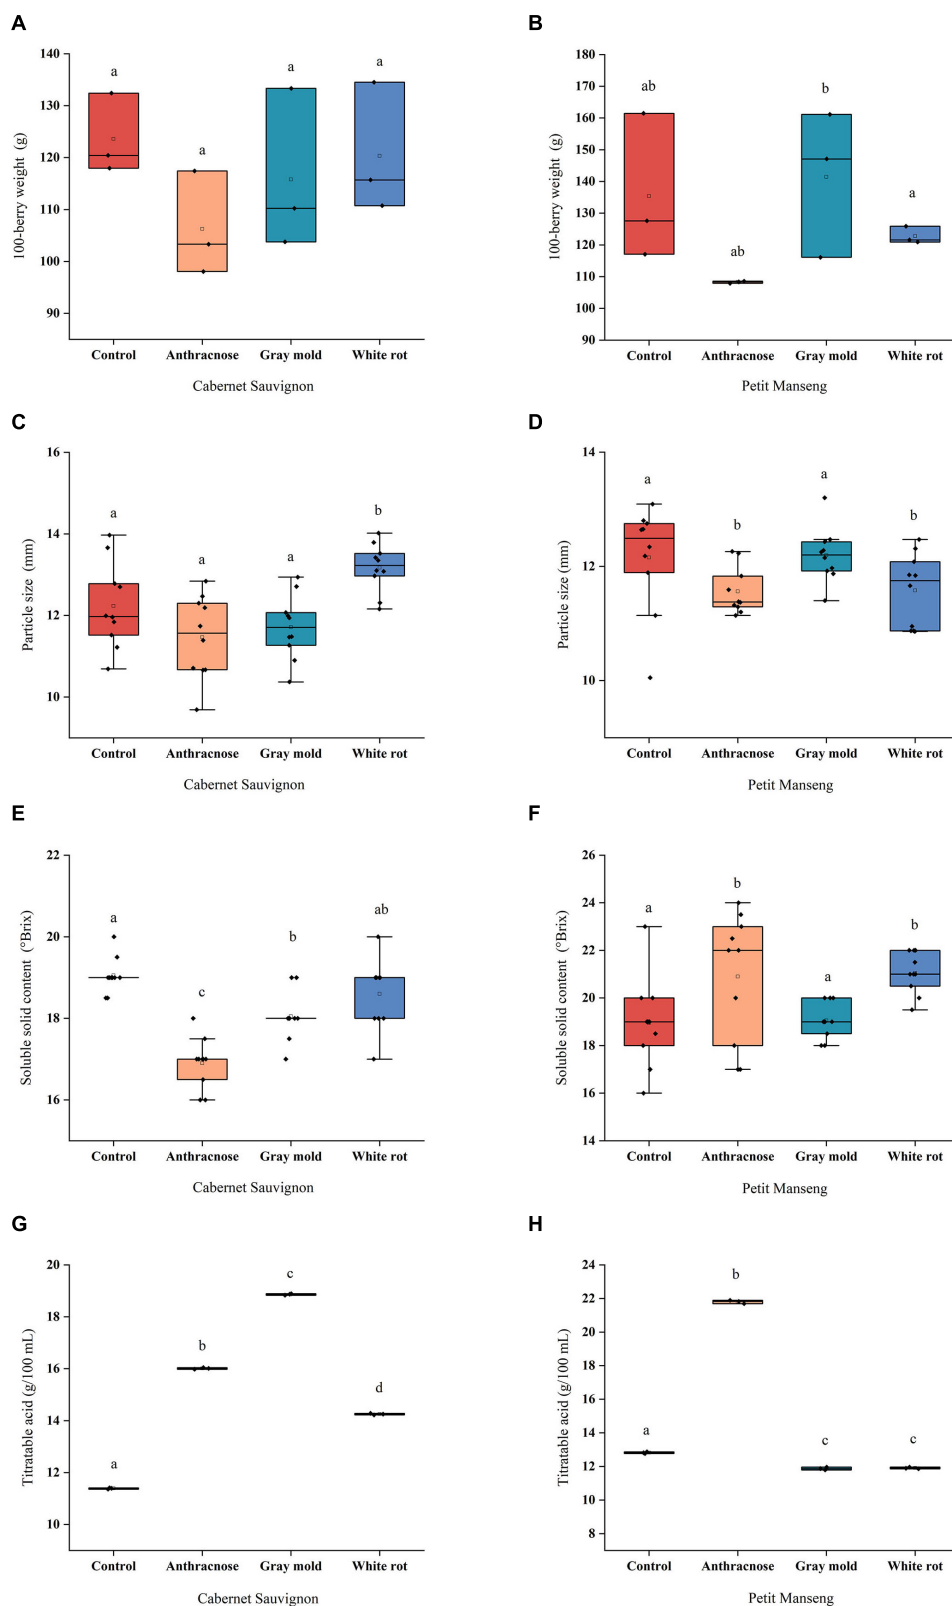 A
100-berry weight (g)
140
130
120
110
100
90
a
a
a
a
Control Anthracnose Gray mold White rot
Cabernet Sauvignon
B
100-berry weight (g)
180
170
160
150
140
130
120
110
100
90
ab
ab
b
a
Control Anthracnose Gray mold White rot
Petit Manseng
C
Particle size (mm)
16
14
12
10
a
a
a
b
Control Anthracnose Gray mold White rot
Cabernet Sauvignon
D
Particle size (mm)
14
12
10
a
b
a
b
Control Anthracnose Gray mold White rot
Petit Manseng
E
Soluble solid content (°Brix)
22
20
18
16
a
c
b
ab
Control Anthracnose Gray mold White rot
Cabernet Sauvignon
F
Soluble solid content (°Brix)
26
24
22
20
18
16
14
a
b
a
b
Control Anthracnose Gray mold White rot
Petit Manseng
G
Titratable acid (g/100 mL)
20
18
16
14
12
10
a
b
c
d
Control Anthracnose Gray mold White rot
Cabernet Sauvignon
H
Titratable acid (g/100 mL)
24
22
20
18
16
14
12
10
8
a
b
c
c
Control Anthracnose Gray mold White rot
Petit Manseng